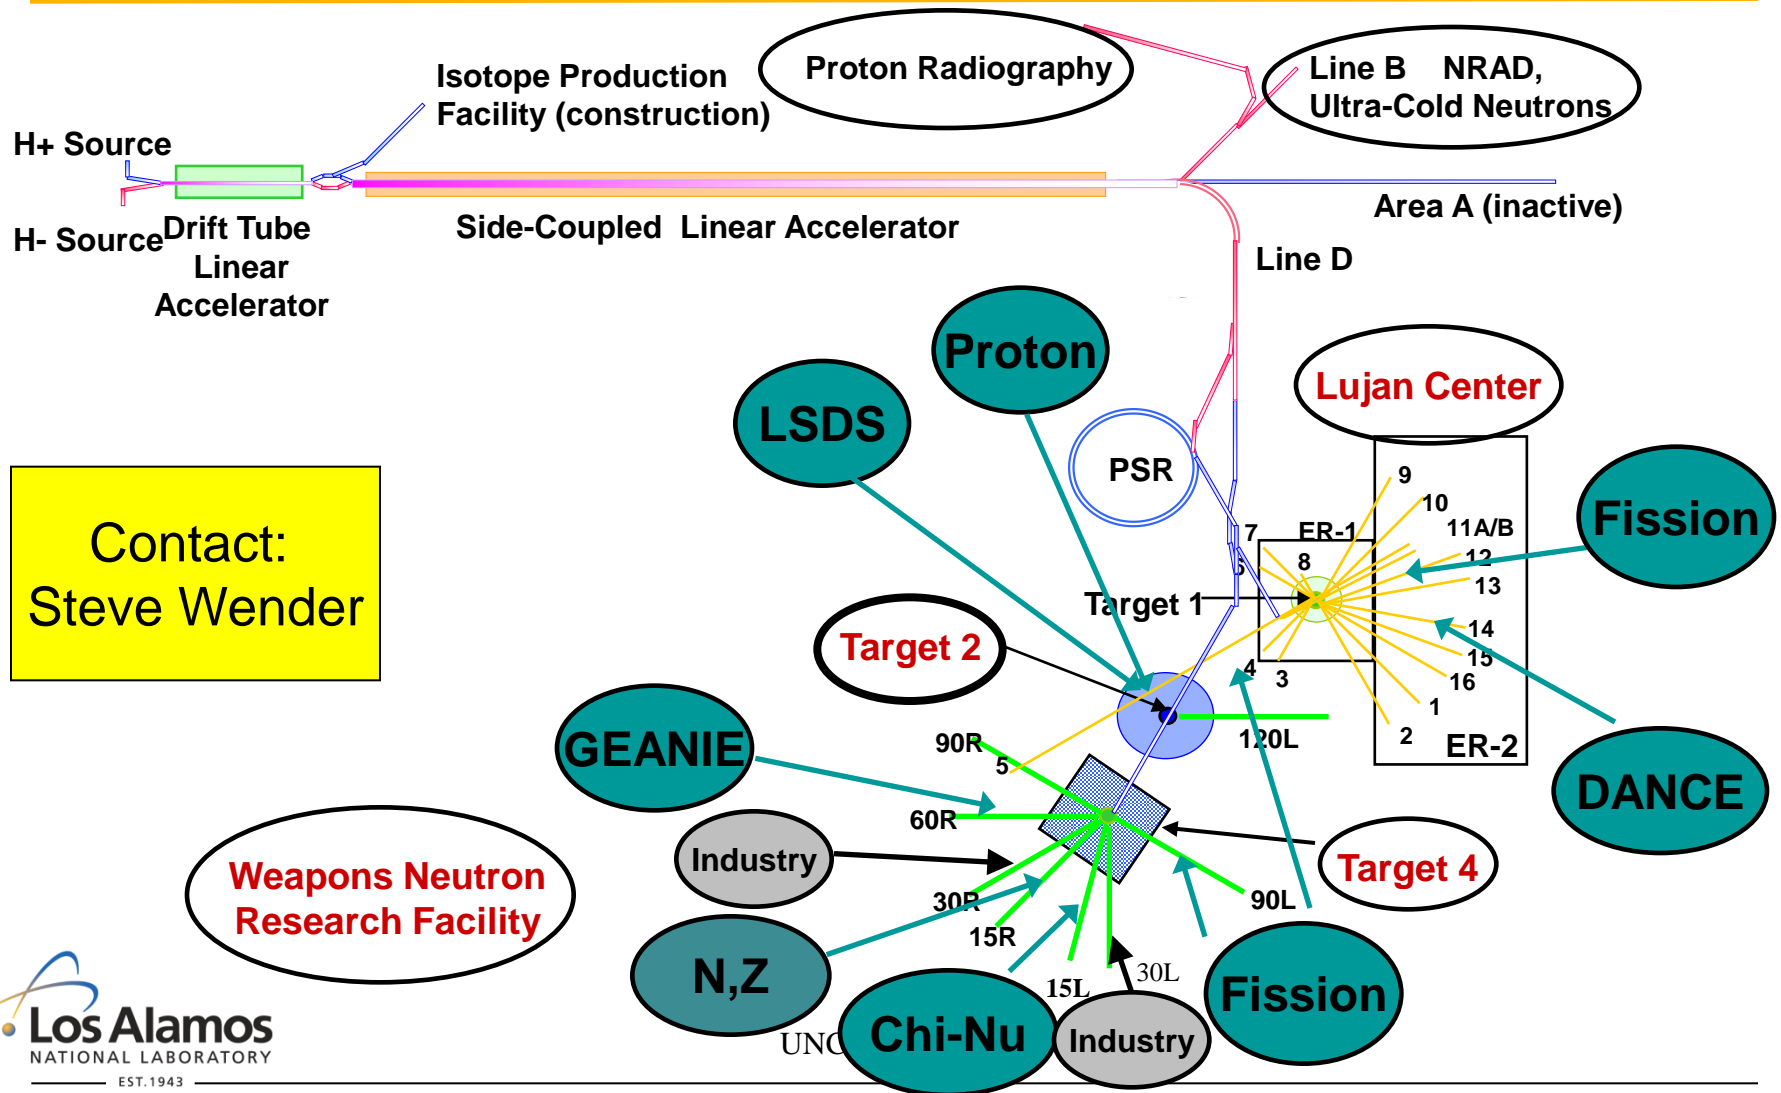 Isotope Production
Facility (construction)
Proton Radiography
Line B NRAD,
Ultra-Cold Neutrons
H+ Source
H- Source
Drift Tube
Linear
Accelerator
Side-Coupled Linear Accelerator
Area A (inactive)
Line D
Proton
LSDS
PSR
Lujan Center
Fission
Contact:
Steve Wender
9
10
11A/B
12
13
14
15
16
1
2
ER-2
ER-1
7
8
6
4
3
Target 1
Target 2
120L
DANCE
GEANIE
90R
5
60R
Industry
30R
15R
15L
30L
90L
Target 4
Weapons Neutron
Research Facility
N,Z
Chi-Nu
Industry
Fission
Los Alamos
NATIONAL LABORATORY
EST.1943